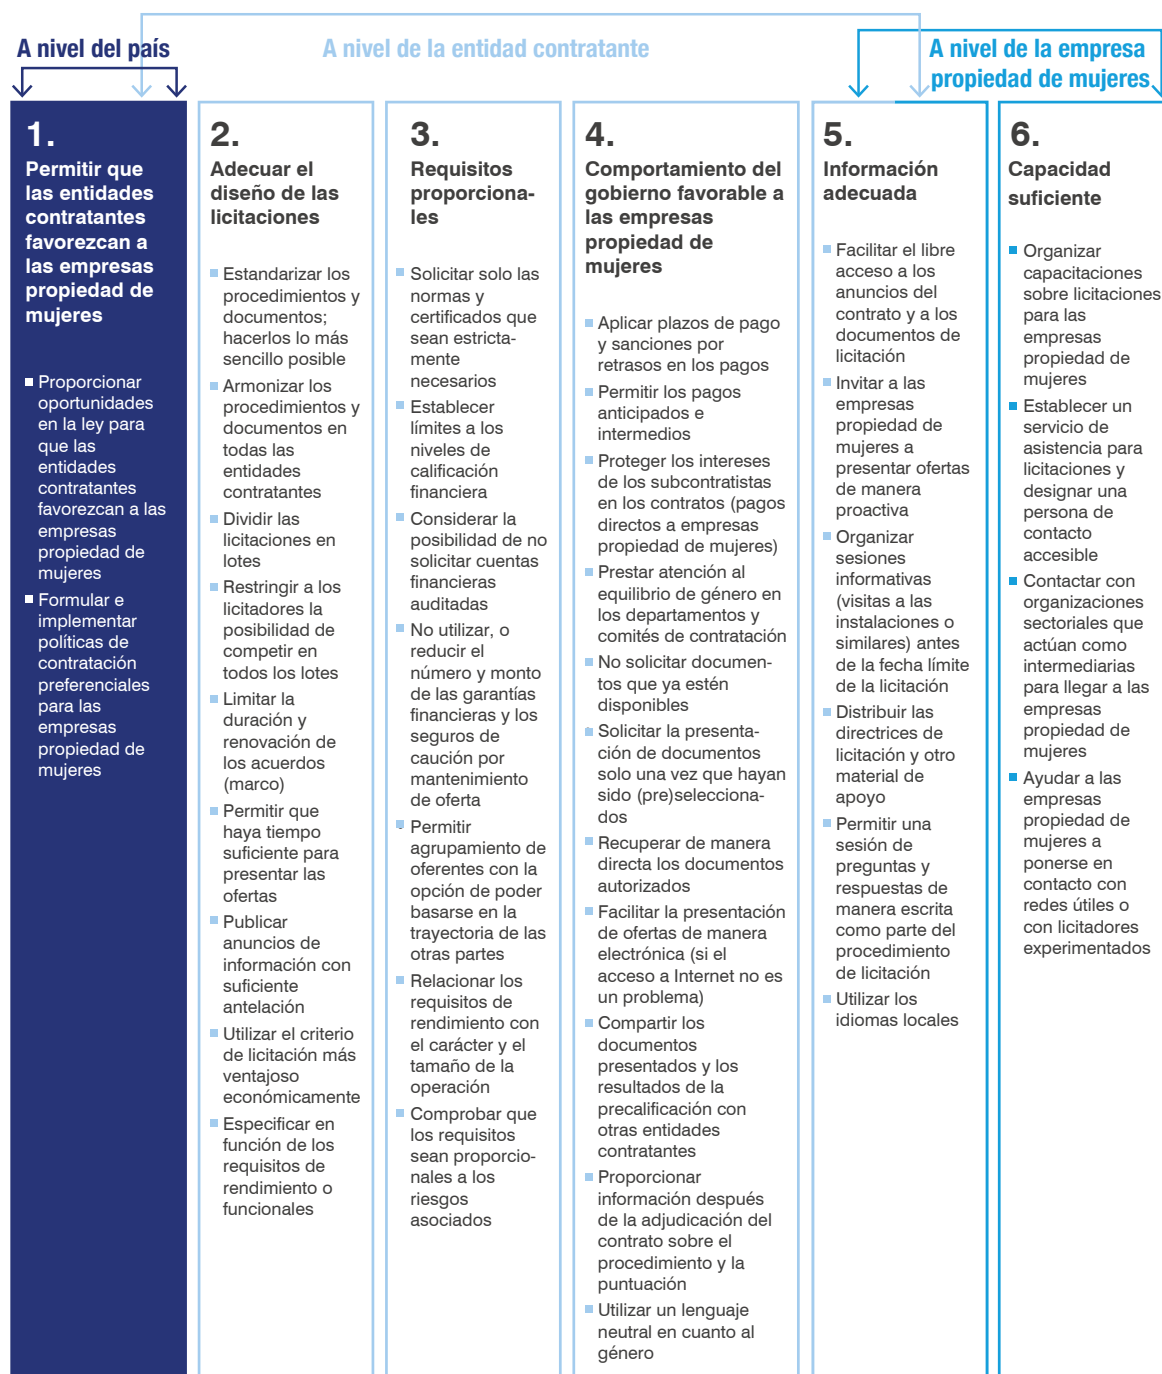 A nivel del país
A nivel de la entidad contratante
A nivel de la empresa
propiedad de mujeres
1.
Permitir que
las entidades
contratantes
favorezcan a
las empresas
propiedad de
mujeres
Proporcionar
oportunidades
en la ley para
que las
entidades
contratantes
favorezcan a las
empresas
propiedad de
mujeres
Formular e
implementar
políticas de
contratación
preferenciales
para las
empresas
propiedad de
mujeres
2.
Adecuar el
diseño de las
licitaciones
Estandarizar los
procedimientos y
documentos;
hacerlos lo más
sencillo posible
Armonizar los
procedimientos y
documentos en
todas las
entidades
contratantes
Dividir las
licitaciones en
lotes
Restringir a los
licitadores la
posibilidad de
competir en
todos los lotes
Limitar la
duración y
renovación de
los acuerdos
(marco)
Permitir que
haya tiempo
suficiente para
presentar las
ofertas
Publicar
anuncios de
información con
suficiente
antelación
Utilizar el criterio
de licitación más
ventajoso
económicamente
Especificar en
función de los
requisitos de
rendimiento o
funcionales
3.
Requisitos
proporciona-
les
Solicitar solo las
normas y
certificados que
sean estricta-
mente
necesarios
Establecer
límites a los
niveles de
calificación
financiera
Considerar la
posibilidad de no
solicitar cuentas
financieras
auditadas
No utilizar, o
reducir el
número y monto
de las garantías
financieras y los
seguros de
caución por
mantenimiento
de oferta
Permitir
agrupamiento de
oferentes con la
opción de poder
basarse en la
trayectoria de las
otras partes
Relacionar los
requisitos de
rendimiento con
el carácter y el
tamaño de la
operación
Comprobar que
los requisitos
sean proporcio-
nales a los
riesgos
asociados
4.
Comportamiento del
gobierno favorable a
las empresas
propiedad de
mujeres
Aplicar plazos de pago
y sanciones por
retrasos en los pagos
Permitir los pagos
anticipados e
intermedios
Proteger los intereses
de los subcontratistas
en los contratos (pagos
directos a empresas
propiedad de mujeres)
Prestar atención al
equilibrio de género en
los departamentos y
comités de contratación
No solicitar documen-
tos que ya estén
disponibles
Solicitar la presenta-
ción de documentos
solo una vez que hayan
sido (pre)selecciona-
dos
Recuperar de manera
directa los documentos
autorizados
Facilitar la presentación
de ofertas de manera
electrónica (si el
acceso a Internet no es
un problema)
Compartir los
documentos
presentados y los
resultados de la
precalificación con
otras entidades
contratantes
Proporcionar
información después
de la adjudicación del
contrato sobre el
procedimiento y la
puntuación
Utilizar un lenguaje
neutral en cuanto al
género
5.
Información
adecuada
Facilitar el libre
acceso a los
anuncios del
contrato y a los
documentos de
licitación
Invitar a las
empresas
propiedad de
mujeres a
presentar ofertas
de manera
proactiva
Organizar
sesiones
informativas
(visitas a las
instalaciones o
similares) antes
de la fecha límite
de la licitación
Distribuir las
directrices de
licitación y otro
material de
apoyo
Permitir una
sesión de
preguntas y
respuestas de
manera escrita
como parte del
procedimiento
de licitación
Utilizar los
idiomas locales
6.
Capacidad
suficiente
Organizar
capacitaciones
sobre licitaciones
para las
empresas
propiedad de
mujeres
Establecer un
servicio de
asistencia para
licitaciones y
designar una
persona de
contacto
accesible
Contactar con
organizaciones
sectoriales que
actúan como
intermediarias
para llegar a las
empresas
propiedad de
mujeres
Ayudar a las
empresas
propiedad de
mujeres a
ponerse en
contacto con
redes útiles o
con licitadores
experimentados